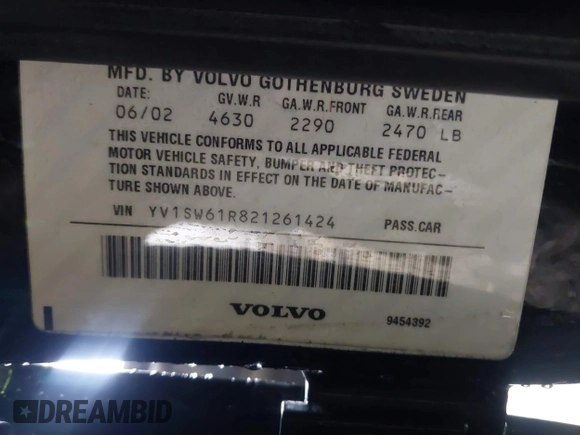 MFD. BY VOLVO GOTHENBURG SWEDEN
DATE: GV.W.R GA.W.R.FRONT GA.W.R.REAR
06/02 4630 2290 2470 LB
THIS VEHICLE CONFORMS TO ALL APPLICABLE FEDERAL
MOTOR VEHICLE SAFETY, BUMPER AND THEFT PROTEC-
TION STANDARDS IN EFFECT ON THE DATE OF MANUFAC-
TURE SHOWN ABOVE.
VIN YV1SW61R821261424 PASS.CAR
VOLVO 9454392
DREAMBID